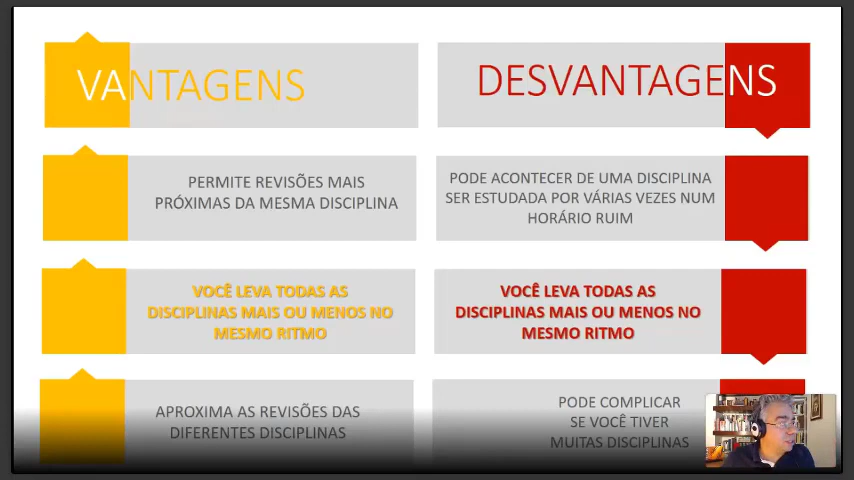 VANTAGENS
PERMITE REVISÕES MAIS
PRÓXIMAS DA MESMA DISCIPLINA
VOCÊ LEVA TODAS AS
DISCIPLINAS MAIS OU MENOS NO
MESMO RITMO
APROXIMA AS REVISÕES DAS
DIFERENTES DISCIPLINAS
DESVANTAGENS
PODE ACONTECER DE UMA DISCIPLINA
SER ESTUDADA POR VÁRIAS VEZES NUM
HORÁRIO RUIM
VOCÊ LEVA TODAS AS
DISCIPLINAS MAIS OU MENOS NO
MESMO RITMO
PODE COMPLICAR
SE VOCÊ TIVER
MUITAS DISCIPLINAS